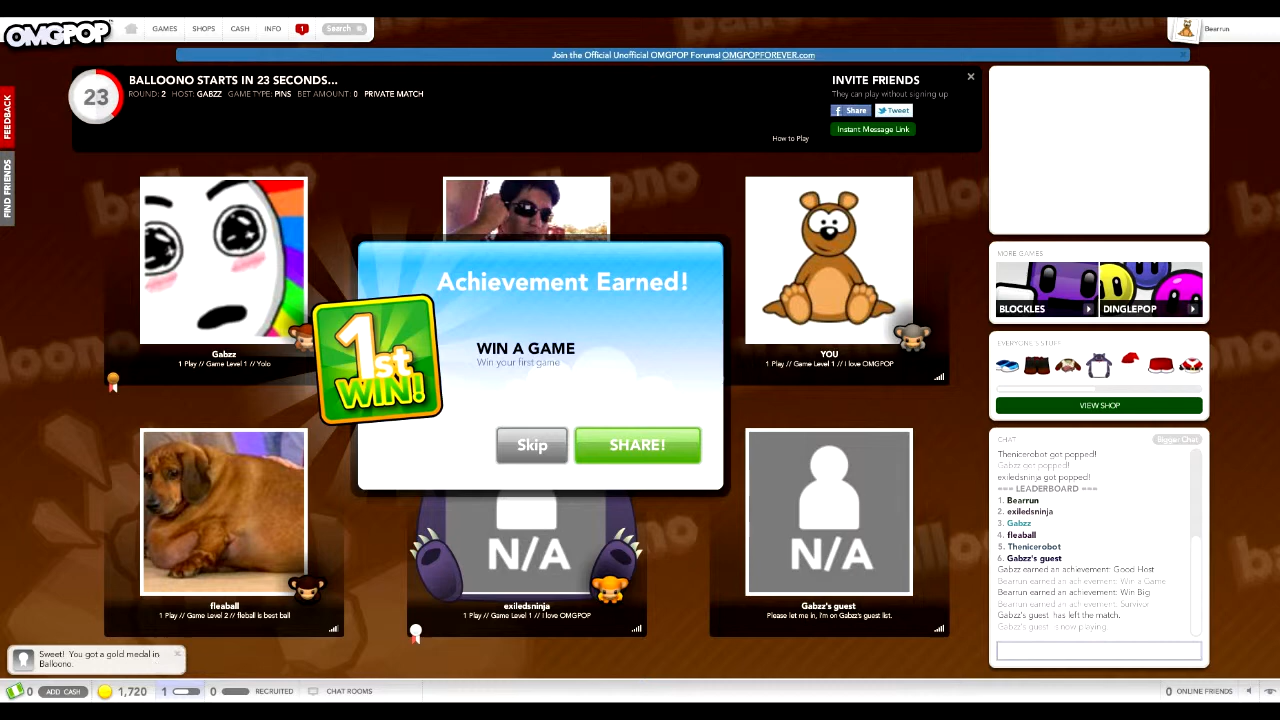 OMGPOP
GAMES
SHOPS
CASH
INFO
1
Search
Bearrun
Join the Official Unofficial OMGPOP Forums! OMGPOPFOREVER.com
FEEDBACK
FIND FRIENDS
23
BALLOONO STARTS IN 23 SECONDS...
ROUND: 2 HOST: GABZZ GAME TYPE: PINS BET AMOUNT: 0 PRIVATE MATCH
How to Play
INVITE FRIENDS
They can play without signing up
Share
Tweet
Instant Message Link
Gabzz
1 Play // Game Level 1 // Yolo
YOU
1 Play // Game Level 1 // I love OMGPOP
Achievement Earned!
1st
WIN!
WIN A GAME
Win your first game
Skip
SHARE!
fleaball
1 Play // Game Level 2 // fleball is best ball
N/A
exiledsninja
1 Play // Game Level 1 // I love OMGPOP
N/A
Gabzz's guest
Please let me in, i'm on Gabzz's guest list.
MORE GAMES
BLOCKLES
DINGLEPOP
EVERYONE'S STUFF
VIEW SHOP
CHAT
Bigger Chat
Thenicerobot got popped!
Gabzz got popped!
exiledsninja got popped!
=== LEADERBOARD ===
1. Bearrun
2. exiledsninja
3. Gabzz
4. fleaball
5. Thenicerobot
6. Gabzz's guest
Gabzz earned an achievement: Good Host
Bearrun earned an achievement: Win a Game
Bearrun earned an achievement: Win Big
Bearrun earned an achievement: Survivor
Gabzz's guest has left the match.
Gabzz's guest is now playing
Sweet! You got a gold medal in
Balloono.
0
ADD CASH
1,720
1
0
RECRUITED
CHAT ROOMS
0 ONLINE FRIENDS